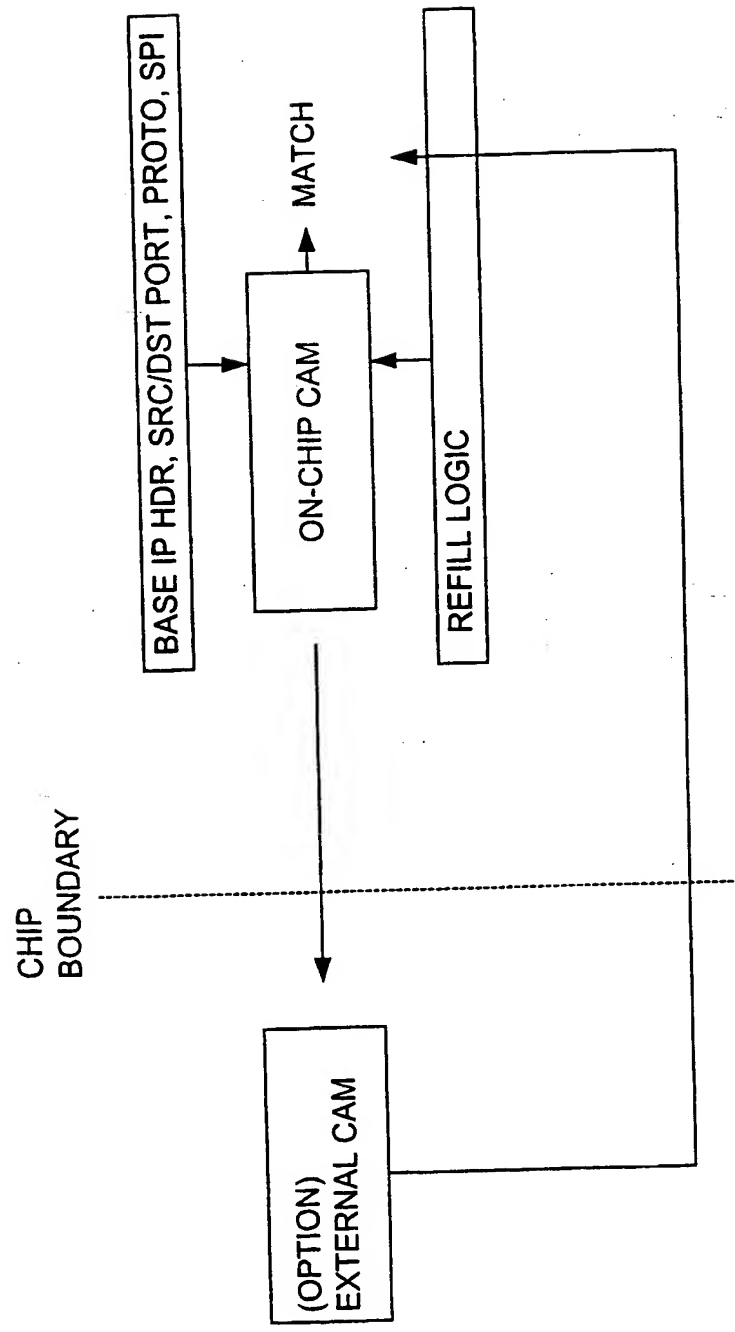 CHIP
BOUNDARY
BASE IP HDR, SRC/DST PORT, PROTO, SPI
(OPTION)
EXTERNAL CAM
ON-CHIP CAM
MATCH
REFILL LOGIC